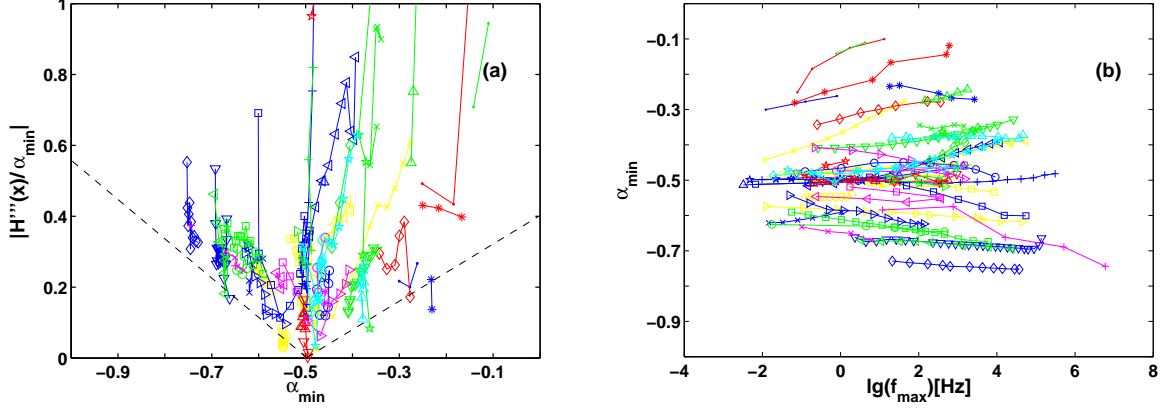 1
0.8
0.6
0.4
0.2
0
−0.9 −0.7 −0.5 −0.3 −0.1
α_min
|H'''(x)/α_min|
(a)
−0.1
−0.3
−0.5
−0.7
−0.9
−4 −2 0 2 4 6 8
lg(f_max)[Hz]
α_min
(b)